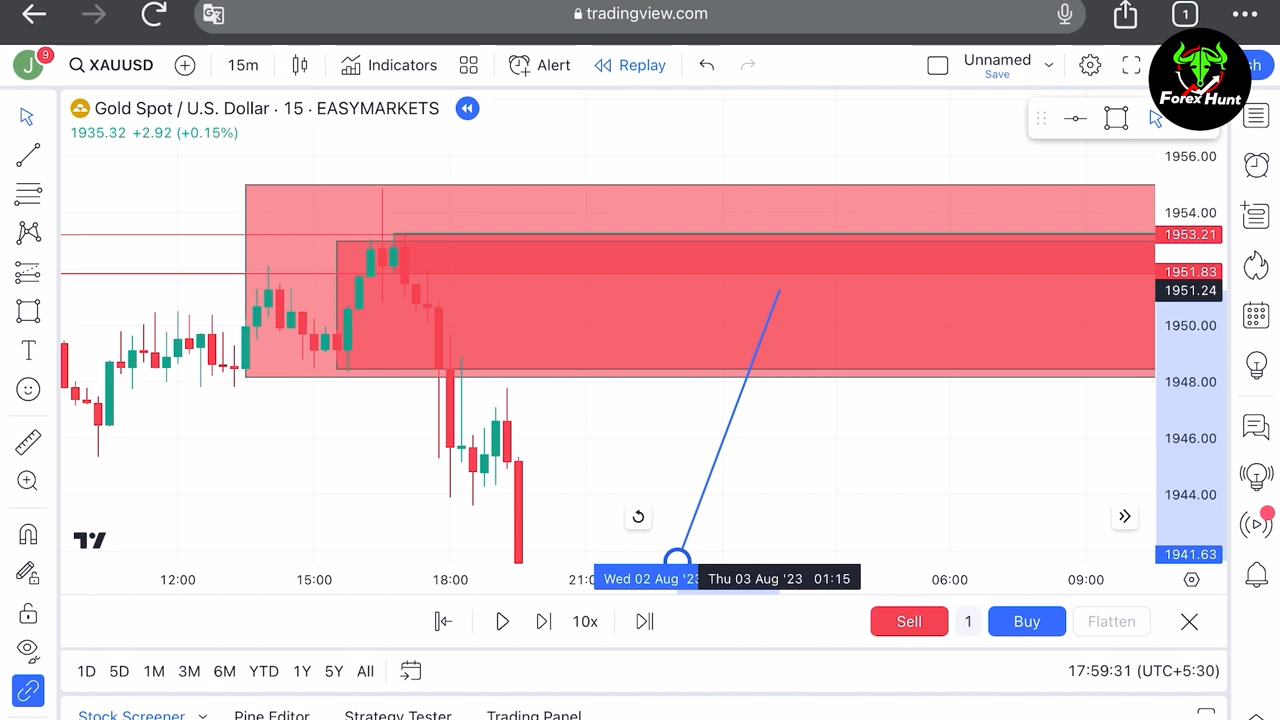 tradingview.com
1
J
9
XAUUSD
15m
Indicators
Alert
Replay
Unnamed
Save
Forex Hunt
Gold Spot / U.S. Dollar · 15 · EASYMARKETS
1935.32 +2.92 (+0.15%)
1956.00
1954.00
1953.21
1951.83
1951.24
1950.00
1948.00
1946.00
1944.00
1941.63
12:00
15:00
18:00
21:0
Wed 02 Aug '23
Thu 03 Aug '23 01:15
06:00
09:00
10x
Sell
1
Buy
Flatten
1D 5D 1M 3M 6M YTD 1Y 5Y All
17:59:31 (UTC+5:30)
Stock Screener
Pine Editor
Strategy Tester
Trading Panel